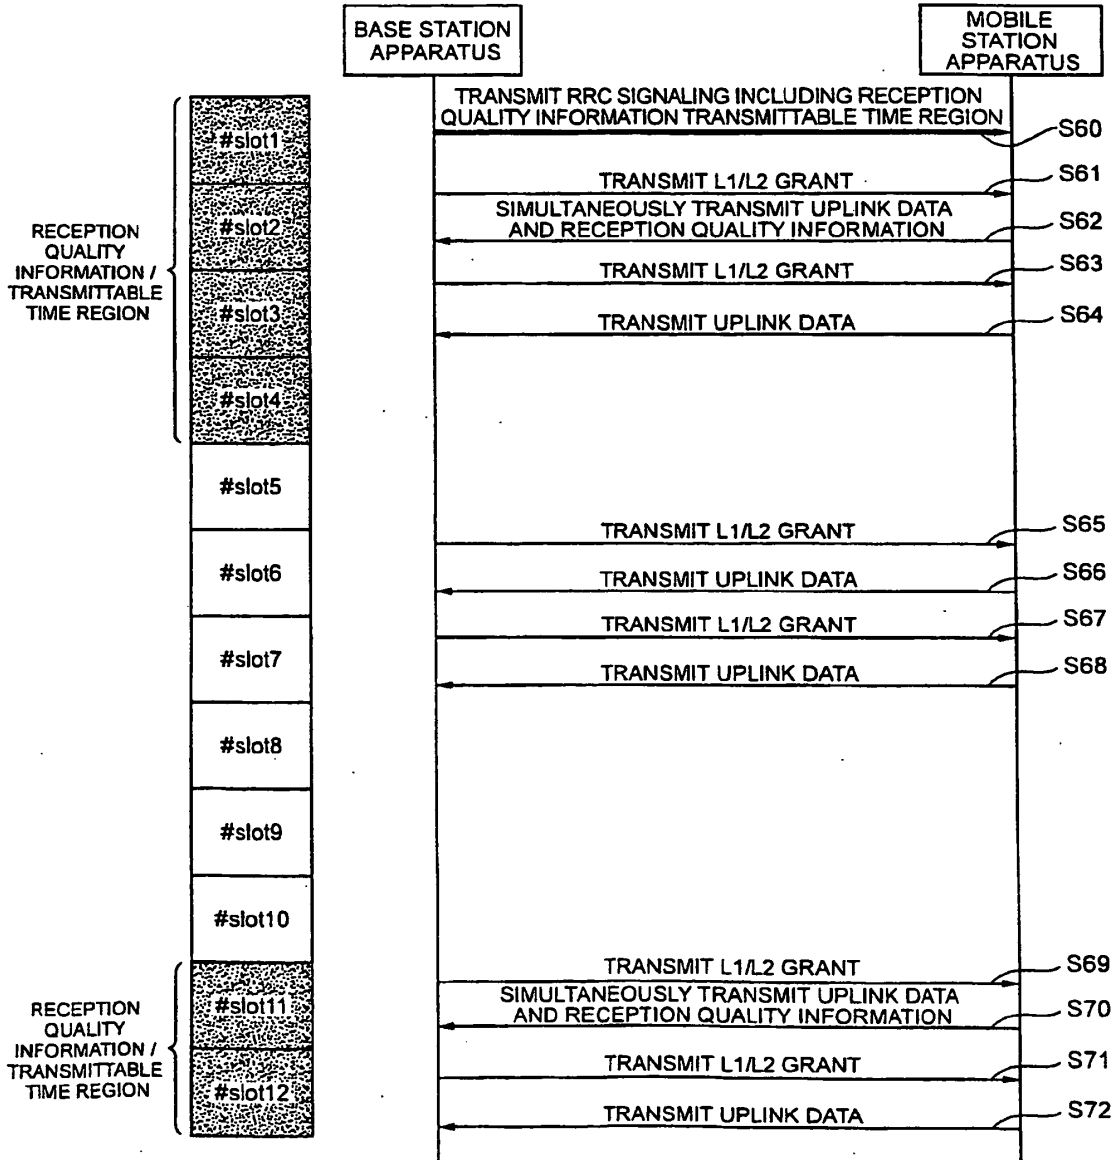 BASE STATION
APPARATUS
MOBILE
STATION
APPARATUS
TRANSMIT RRC SIGNALING INCLUDING RECEPTION
QUALITY INFORMATION TRANSMITTABLE TIME REGION
S60
#slot1
TRANSMIT L1/L2 GRANT
S61
RECEPTION
QUALITY
INFORMATION /
TRANSMITTABLE
TIME REGION
#slot2
SIMULTANEOUSLY TRANSMIT UPLINK DATA
AND RECEPTION QUALITY INFORMATION
S62
TRANSMIT L1/L2 GRANT
S63
#slot3
TRANSMIT UPLINK DATA
S64
#slot4
#slot5
TRANSMIT L1/L2 GRANT
S65
#slot6
TRANSMIT UPLINK DATA
S66
TRANSMIT L1/L2 GRANT
S67
#slot7
TRANSMIT UPLINK DATA
S68
#slot8
#slot9
#slot10
TRANSMIT L1/L2 GRANT
S69
RECEPTION
QUALITY
INFORMATION /
TRANSMITTABLE
TIME REGION
#slot11
SIMULTANEOUSLY TRANSMIT UPLINK DATA
AND RECEPTION QUALITY INFORMATION
S70
TRANSMIT L1/L2 GRANT
S71
#slot12
TRANSMIT UPLINK DATA
S72